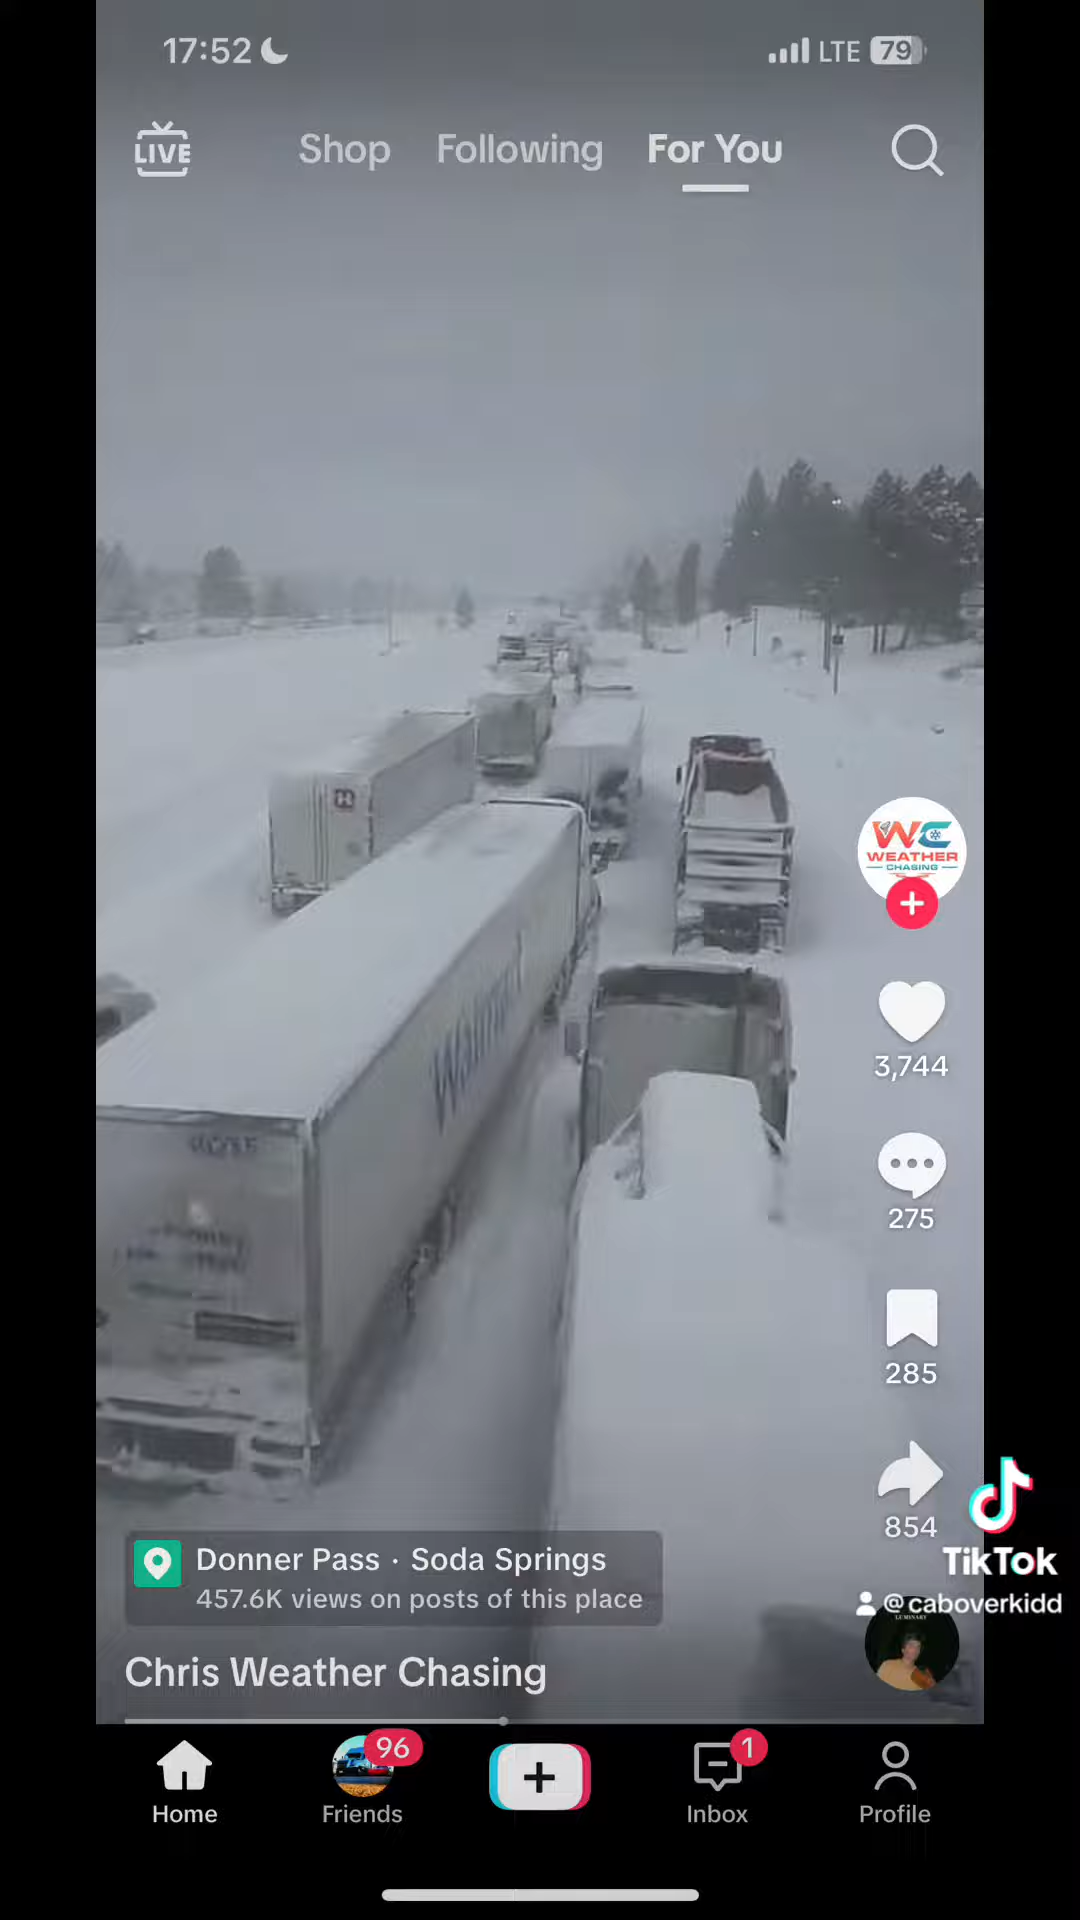 17:52
LTE 79
LIVE
Shop
Following
For You
H
Walmart
WC
WEATHER
CHASING
3,744
275
285
854
TikTok
@caboverkidd
LUMINARY
Donner Pass · Soda Springs
457.6K views on posts of this place
Chris Weather Chasing
96
1
Home
Friends
Inbox
Profile